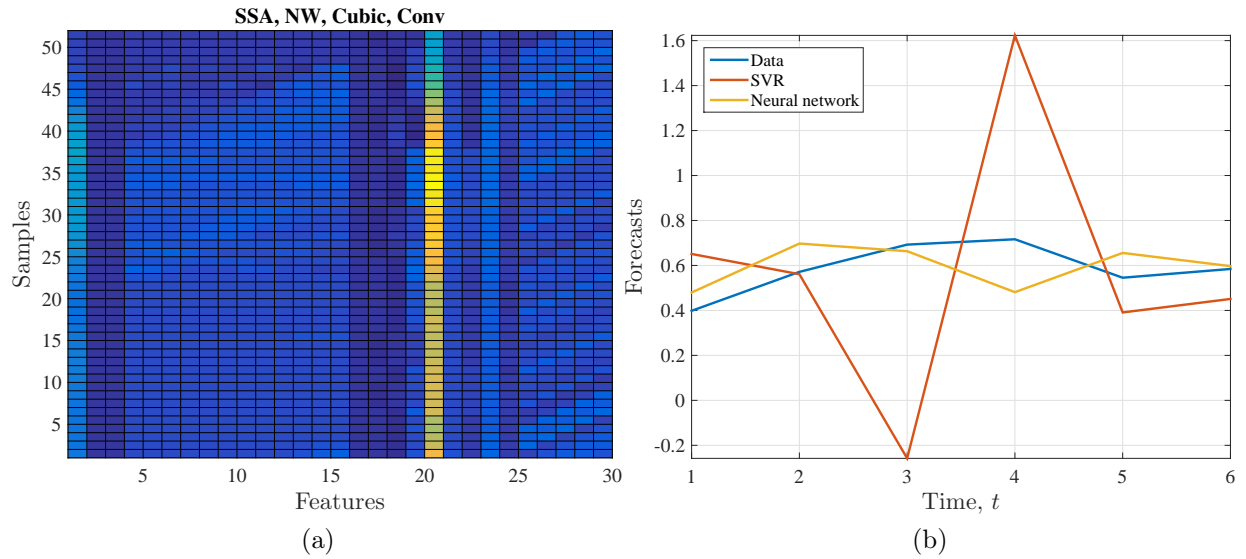 SSA, NW, Cubic, Conv
50
45
40
35
30
25
20
15
10
5
Samples
5 10 15 20 25 30
Features
(a)
Data
SVR
Neural network
1.6
1.4
1.2
1
0.8
0.6
0.4
0.2
0
-0.2
Forecasts
1 2 3 4 5 6
Time, t
(b)